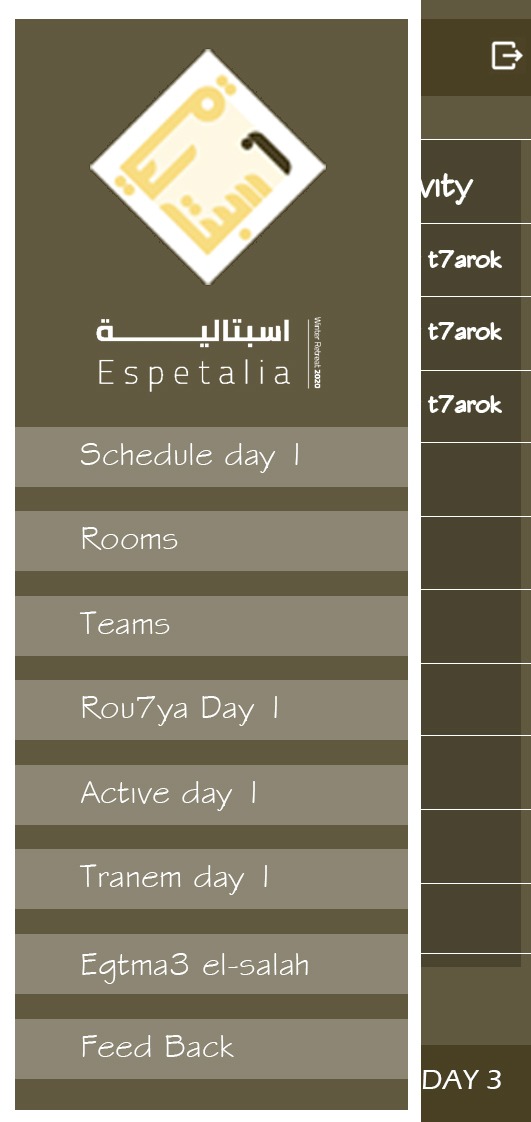 اسبتالية
Espetalia
Winter Retreat 2020
Schedule day 1
Rooms
Teams
Rou7ya Day 1
Active day 1
Tranem day 1
Egtma3 el-salah
Feed Back
vity
t7arok
t7arok
t7arok
DAY 3